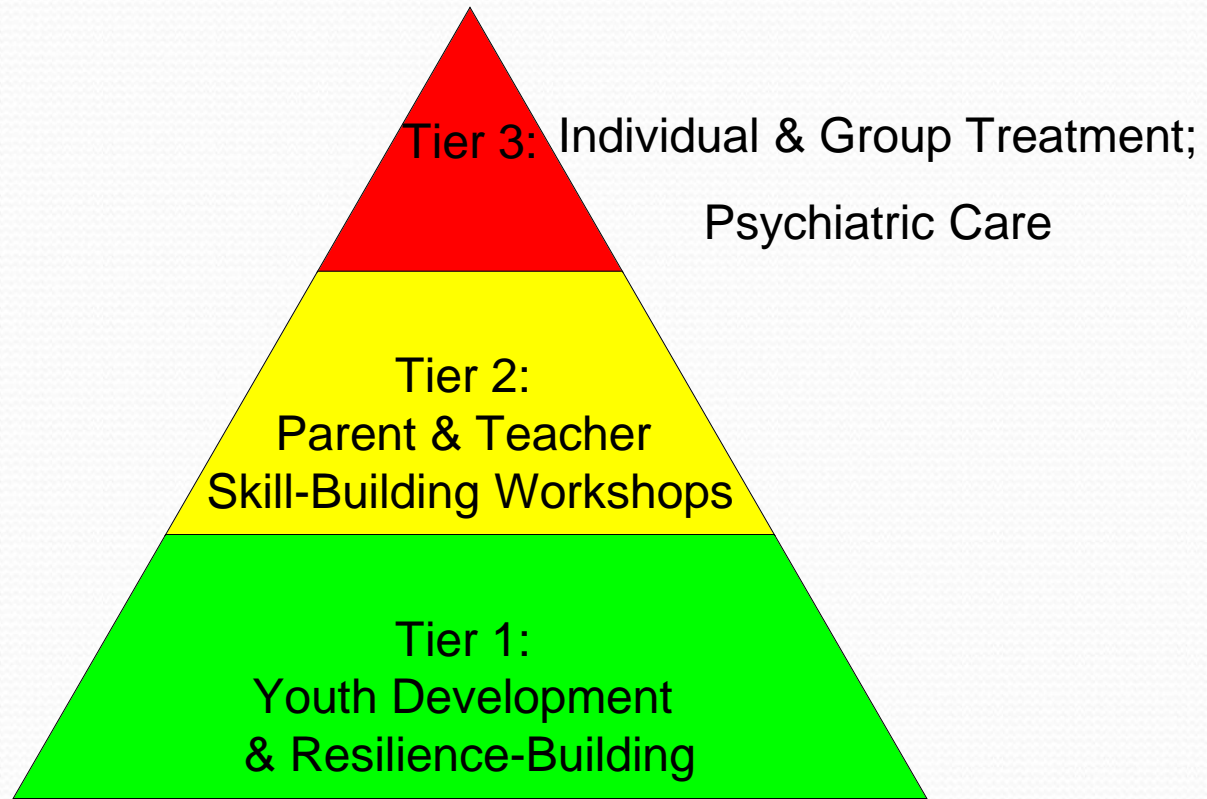 Tier 3: Individual & Group Treatment;
Psychiatric Care
Tier 2:
Parent & Teacher
Skill-Building Workshops
Tier 1:
Youth Development
& Resilience-Building